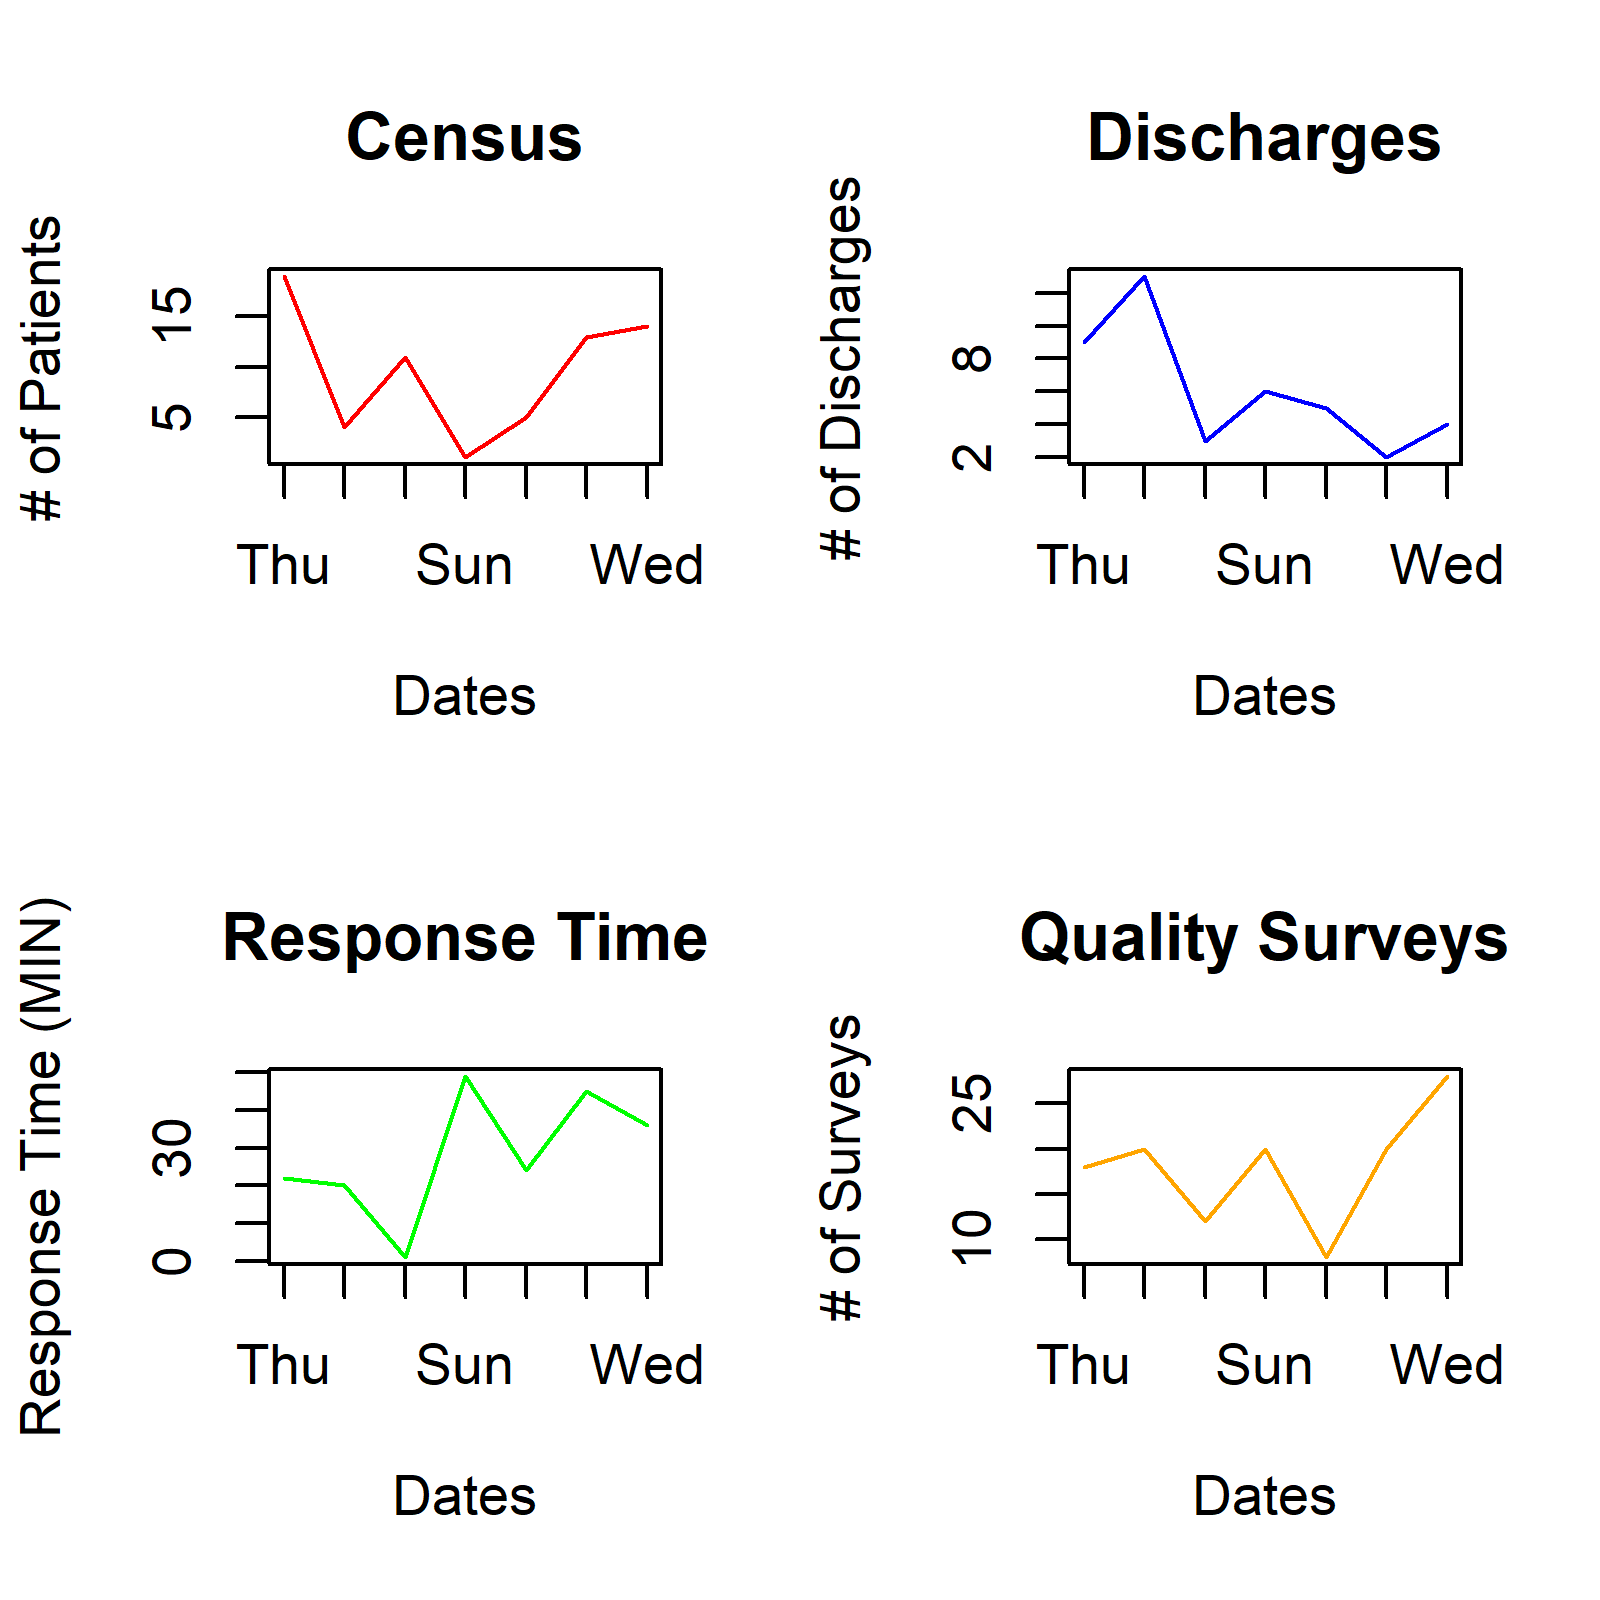 Census
# of Patients
15
5
Thu Sun Wed
Dates
Discharges
# of Discharges
8
2
Thu Sun Wed
Dates
Response Time
Response Time (MIN)
30
0
Thu Sun Wed
Dates
Quality Surveys
# of Surveys
25
10
Thu Sun Wed
Dates